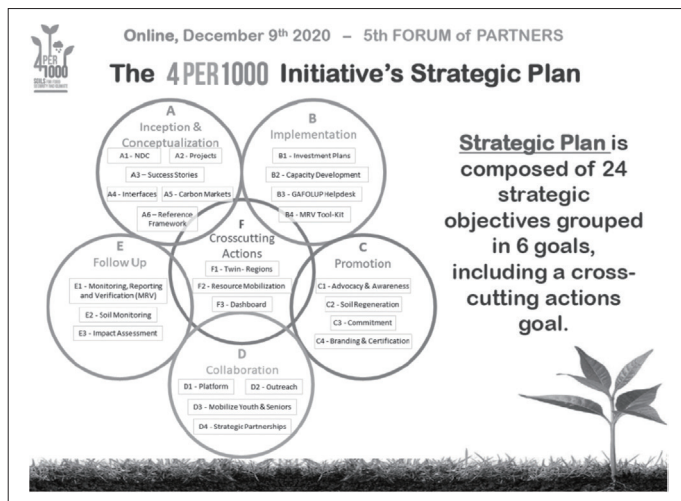 Online, December 9th 2020 – 5th FORUM of PARTNERS
4PER
1000
The 4PER1000 Initiative's Strategic Plan
A
Inception &
Conceptualization
A1 - NDC
A2 - Projects
A3 – Success Stories
A4 - Interfaces
A5 - Carbon Markets
A6 – Reference
Framework
B
Implementation
B1 - Investment Plans
B2 - Capacity Development
B3 - GAFOLUP Helpdesk
B4 - MRV Tool-Kit
F
Crosscutting
Actions
F1 - Twin- Regions
F2 - Resource Mobilization
F3 - Dashboard
E
Follow Up
E1 - Monitoring, Reporting
and Verification (MRV)
E2 - Soil Monitoring
E3 - Impact Assessment
C
Promotion
C1 - Advocacy & Awareness
C2 - Soil Regeneration
C3 - Commitment
C4 - Branding & Certification
D
Collaboration
D1 - Platform
D2 - Outreach
D3 - Mobilize Youth & Seniors
D4 - Strategic Partnerships
Strategic Plan is
composed of 24
strategic
objectives grouped
in 6 goals,
including a cross-
cutting actions
goal.